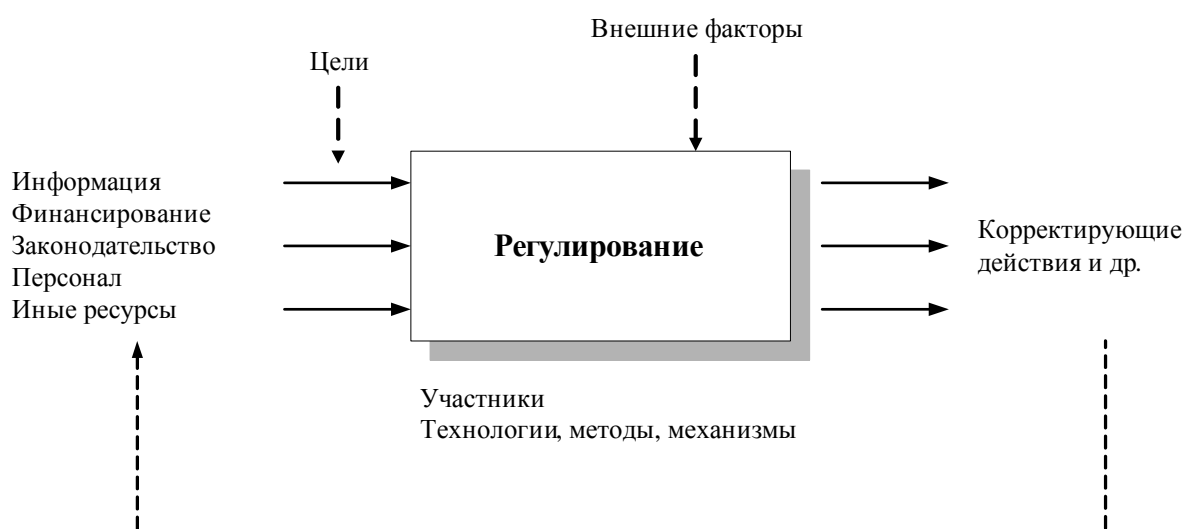 Внешние факторы
Цели
Информация
Финансирование
Законодательство
Персонал
Иные ресурсы
Регулирование
Корректирующие
действия и др.
Участники
Технологии, методы, механизмы